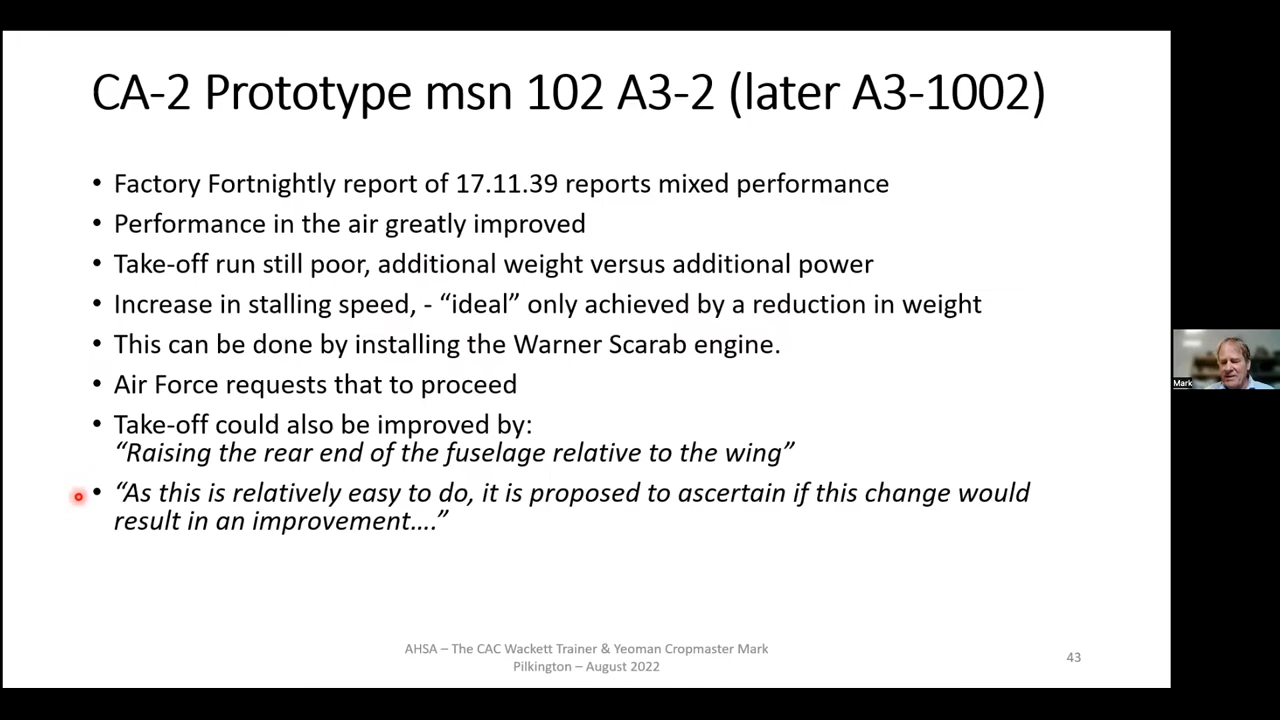 CA-2 Prototype msn 102 A3-2 (later A3-1002)
• Factory Fortnightly report of 17.11.39 reports mixed performance
• Performance in the air greatly improved
• Take-off run still poor, additional weight versus additional power
• Increase in stalling speed, - “ideal” only achieved by a reduction in weight
• This can be done by installing the Warner Scarab engine.
• Air Force requests that to proceed
• Take-off could also be improved by:
“Raising the rear end of the fuselage relative to the wing”
• “As this is relatively easy to do, it is proposed to ascertain if this change would
result in an improvement....”
Mark
AHSA – The CAC Wackett Trainer & Yeoman Cropmaster Mark
Pilkington – August 2022
43